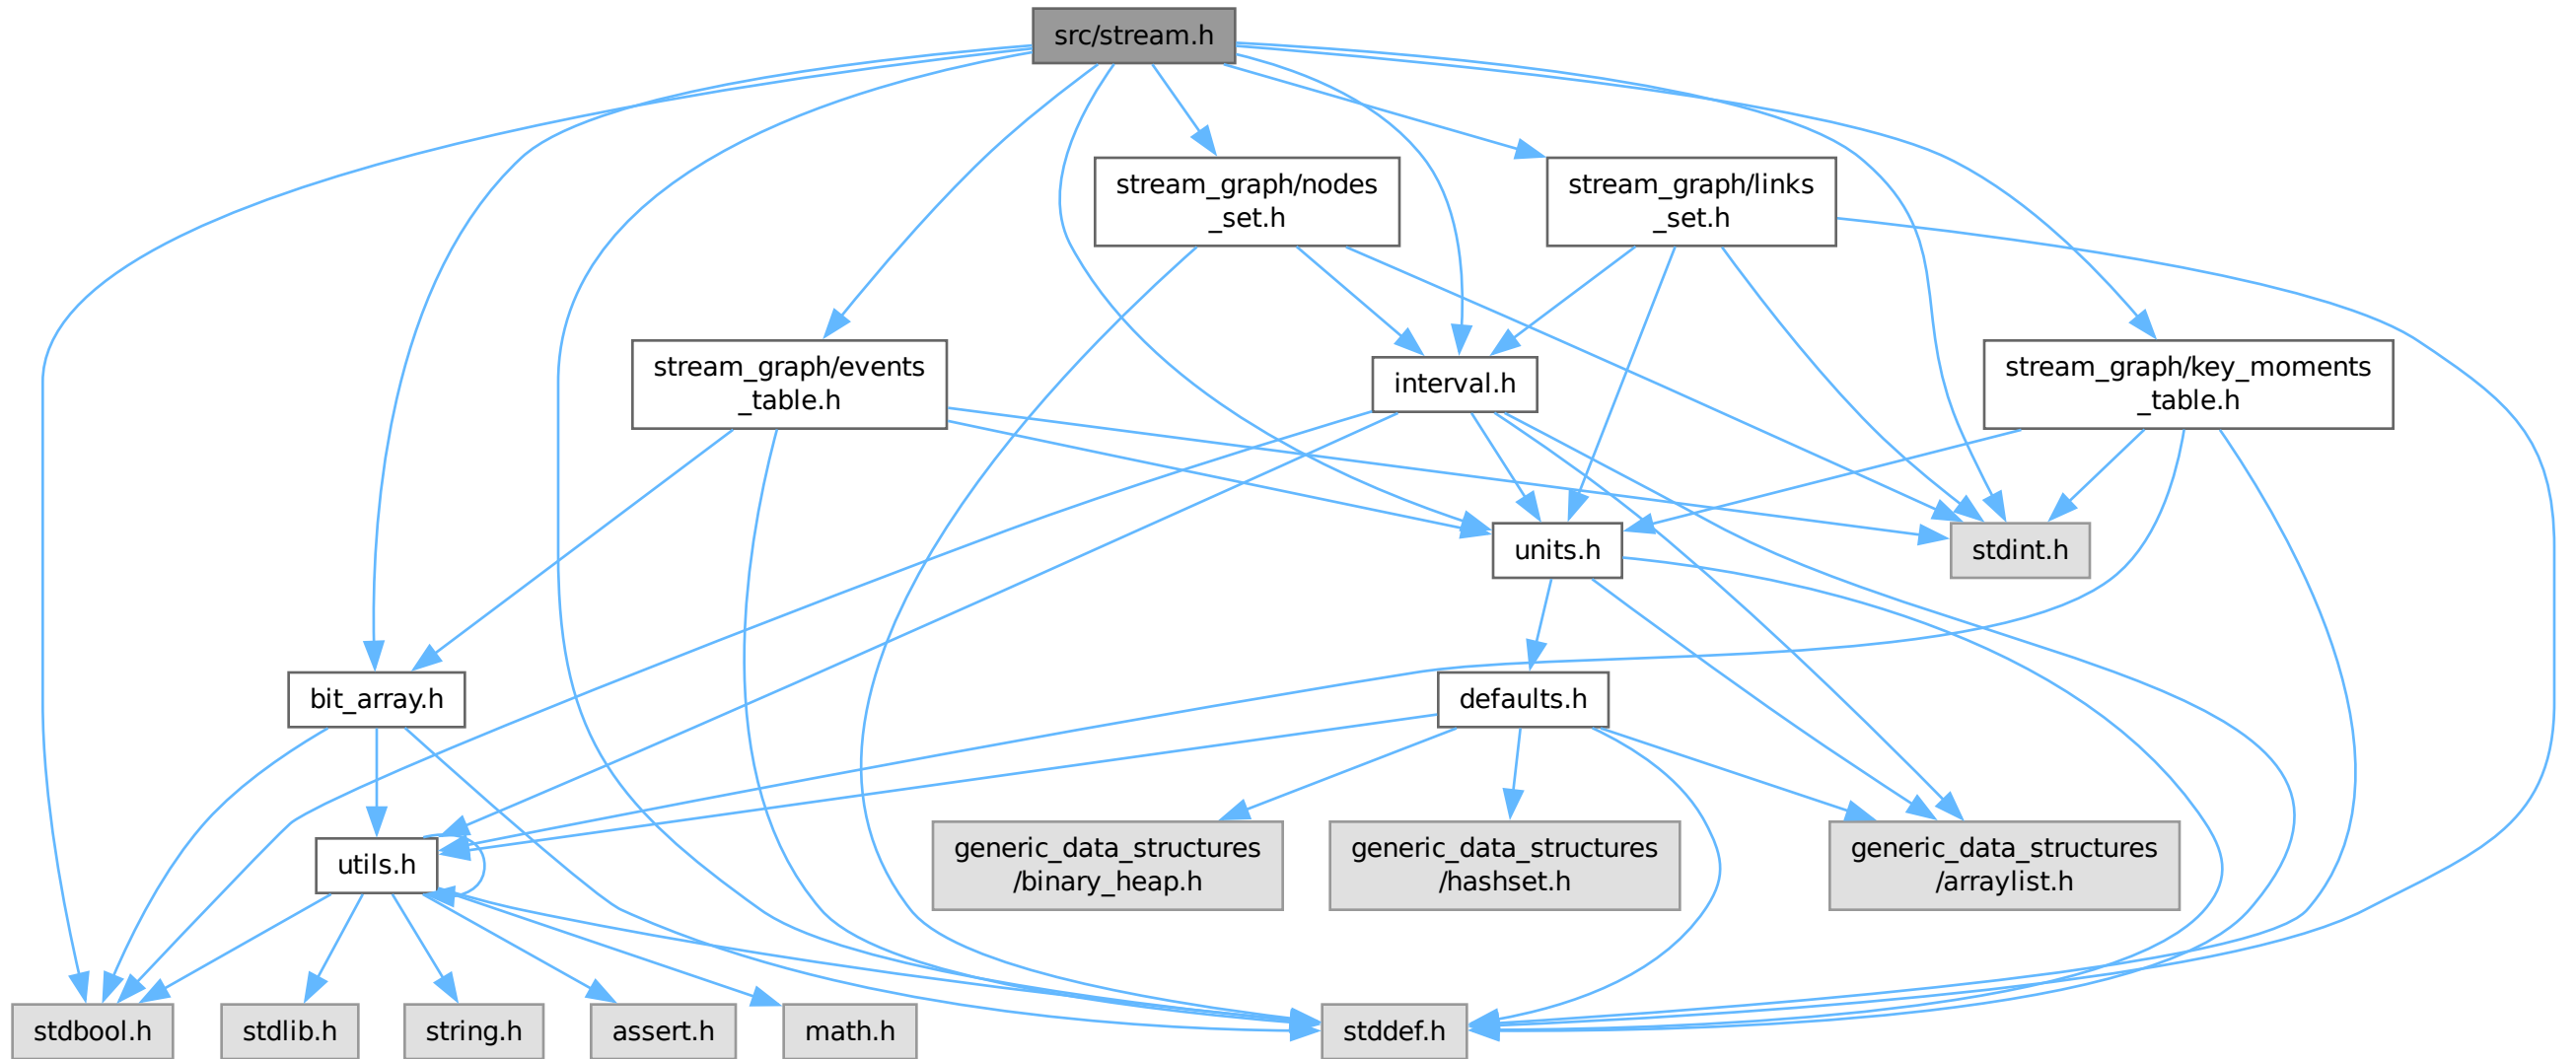 src/stream.h
stream_graph/nodes
_set.h
stream_graph/links
_set.h
stream_graph/events
_table.h
interval.h
stream_graph/key_moments
_table.h
units.h
stdint.h
bit_array.h
defaults.h
utils.h
generic_data_structures
/binary_heap.h
generic_data_structures
/hashset.h
generic_data_structures
/arraylist.h
stdbool.h
stdlib.h
string.h
assert.h
math.h
stddef.h